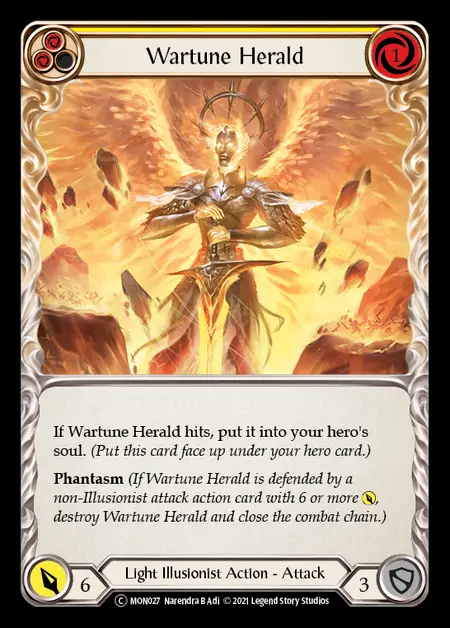 Wartune Herald
1
If Wartune Herald hits, put it into your hero's
soul. (Put this card face up under your hero card.)
Phantasm (If Wartune Herald is defended by a
non-Illusionist attack action card with 6 or more ,
destroy Wartune Herald and close the combat chain.)
6
Light Illusionist Action - Attack
3
C MON027 Narendra B Adi © 2021 Legend Story Studios